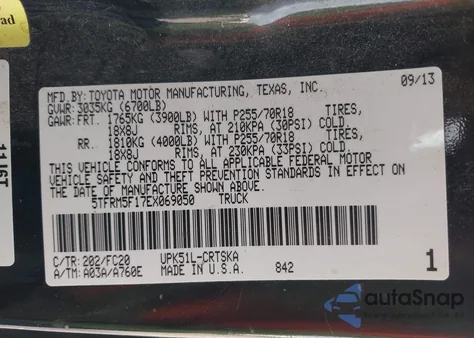 rad
MFD. BY: TOYOTA MOTOR MANUFACTURING, TEXAS, INC. 09/13
GVWR: 3035KG (6700LB)
GAWR: FRT. 1765KG (3900LB) WITH P255/70R18 TIRES,
18x8J RIMS, AT 210KPA (30PSI) COLD.
RR. 1810KG (4000LB) WITH P255/70R18 TIRES,
18x8J RIMS, AT 230KPA (33PSI) COLD.
THIS VEHICLE CONFORMS TO ALL APPLICABLE FEDERAL MOTOR
VEHICLE SAFETY AND THEFT PREVENTION STANDARDS IN EFFECT ON
THE DATE OF MANUFACTURE SHOWN ABOVE.
5TFRM5F17EX069050 TRUCK
C/TR: 202/FC20 UPK51L-CRTSKA
A/TM: A03A/A760E MADE IN U.S.A. 842 1
autoSnap